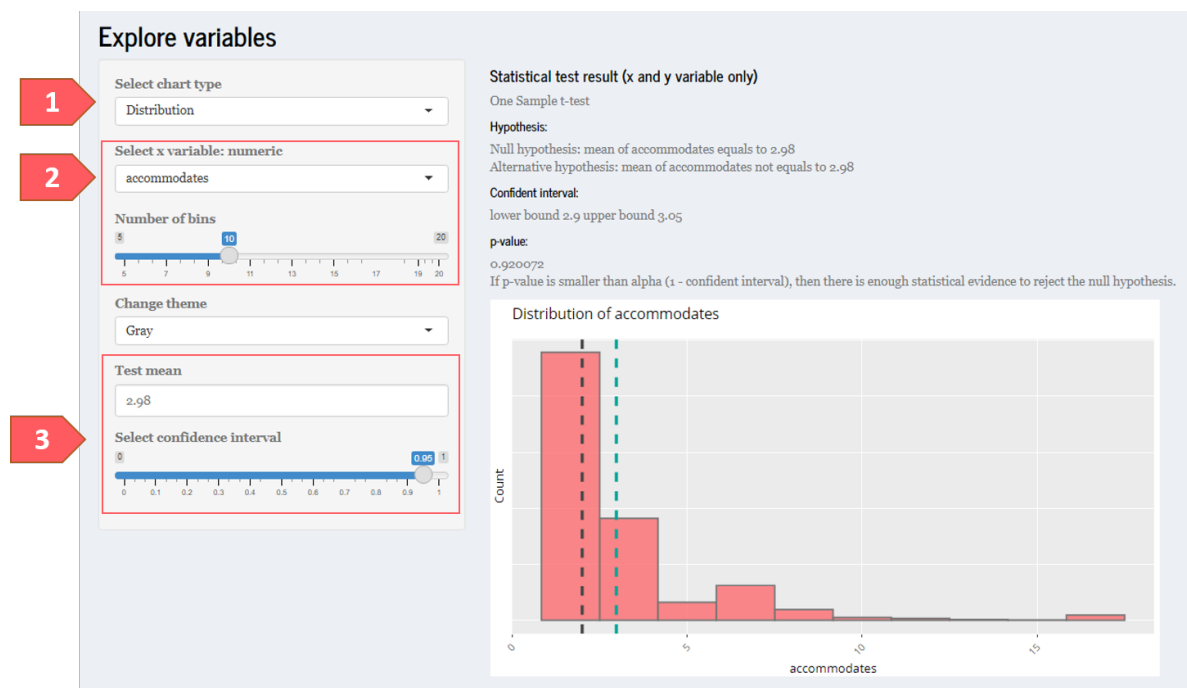 Explore variables
1
Select chart type
Distribution
2
Select x variable: numeric
accommodates
Number of bins
5 10 20
5 7 9 11 13 15 17 19 20
Change theme
Gray
3
Test mean
2.98
Select confidence interval
0 0.95 1
0 0.1 0.2 0.3 0.4 0.5 0.6 0.7 0.8 0.9 1
Statistical test result (x and y variable only)
One Sample t-test
Hypothesis:
Null hypothesis: mean of accommodates equals to 2.98
Alternative hypothesis: mean of accommodates not equals to 2.98
Confident interval:
lower bound 2.9 upper bound 3.05
p-value:
0.920072
If p-value is smaller than alpha (1 - confident interval), then there is enough statistical evidence to reject the null hypothesis.
Distribution of accommodates
Count
0 5 10 15
accommodates